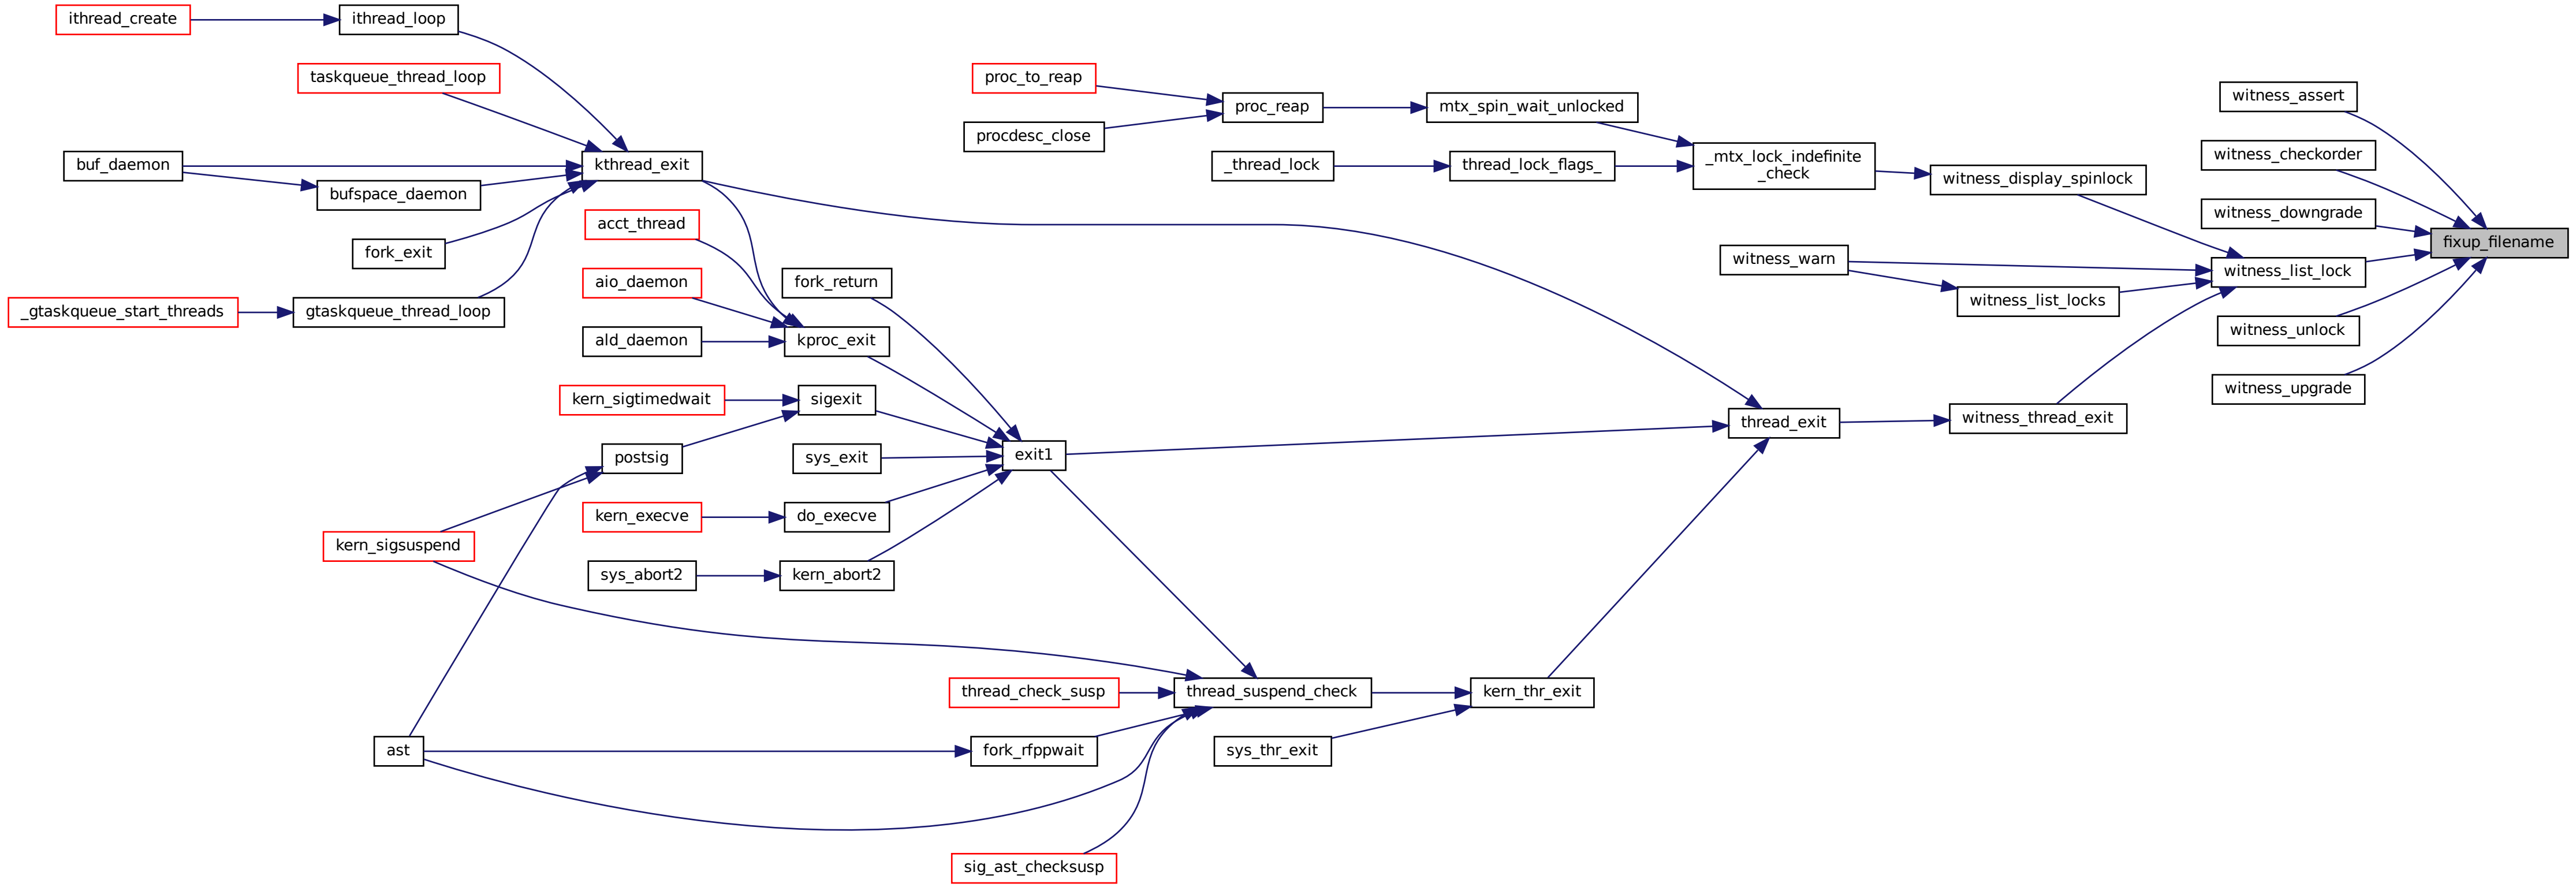 ithread_create
ithread_loop
taskqueue_thread_loop
proc_to_reap
witness_assert
proc_reap
mtx_spin_wait_unlocked
procdesc_close
witness_checkorder
buf_daemon
kthread_exit
_thread_lock
thread_lock_flags_
_mtx_lock_indefinite
_check
witness_display_spinlock
bufspace_daemon
acct_thread
witness_downgrade
fixup_filename
fork_exit
witness_warn
witness_list_lock
aio_daemon
fork_return
witness_list_locks
_gtaskqueue_start_threads
gtaskqueue_thread_loop
witness_unlock
ald_daemon
kproc_exit
witness_upgrade
kern_sigtimedwait
sigexit
thread_exit
witness_thread_exit
postsig
sys_exit
exit1
kern_execve
do_execve
kern_sigsuspend
sys_abort2
kern_abort2
thread_check_susp
thread_suspend_check
kern_thr_exit
ast
fork_rfppwait
sys_thr_exit
sig_ast_checksusp